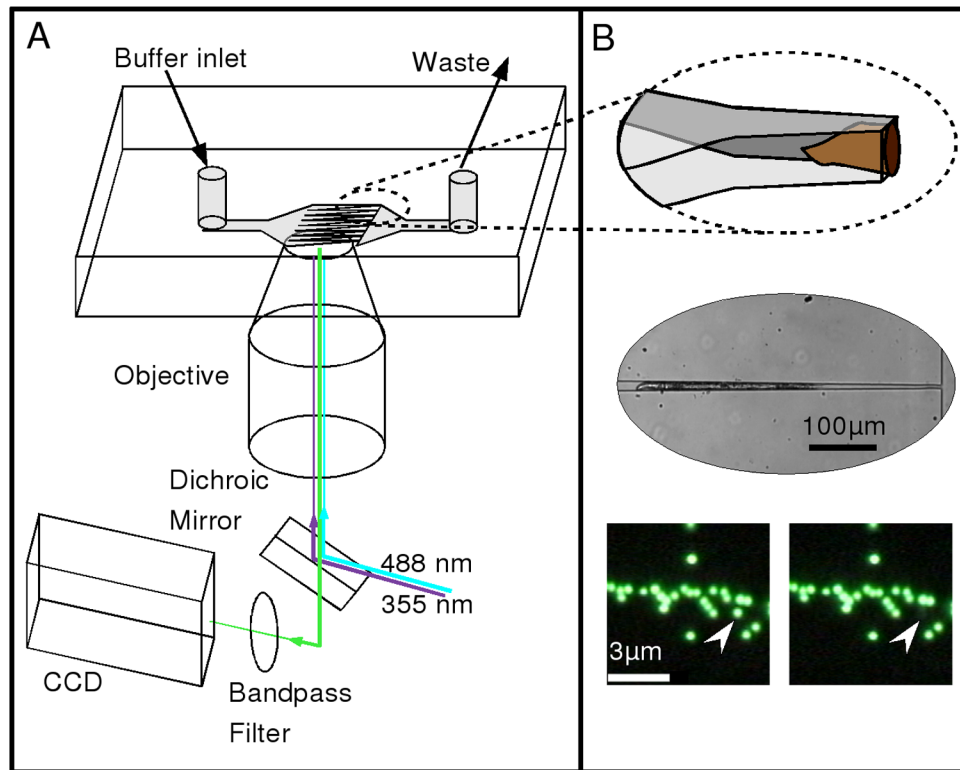 A
Buffer inlet
Waste
Objective
Dichroic
Mirror
488 nm
355 nm
CCD
Bandpass
Filter
B
100µm
3µm